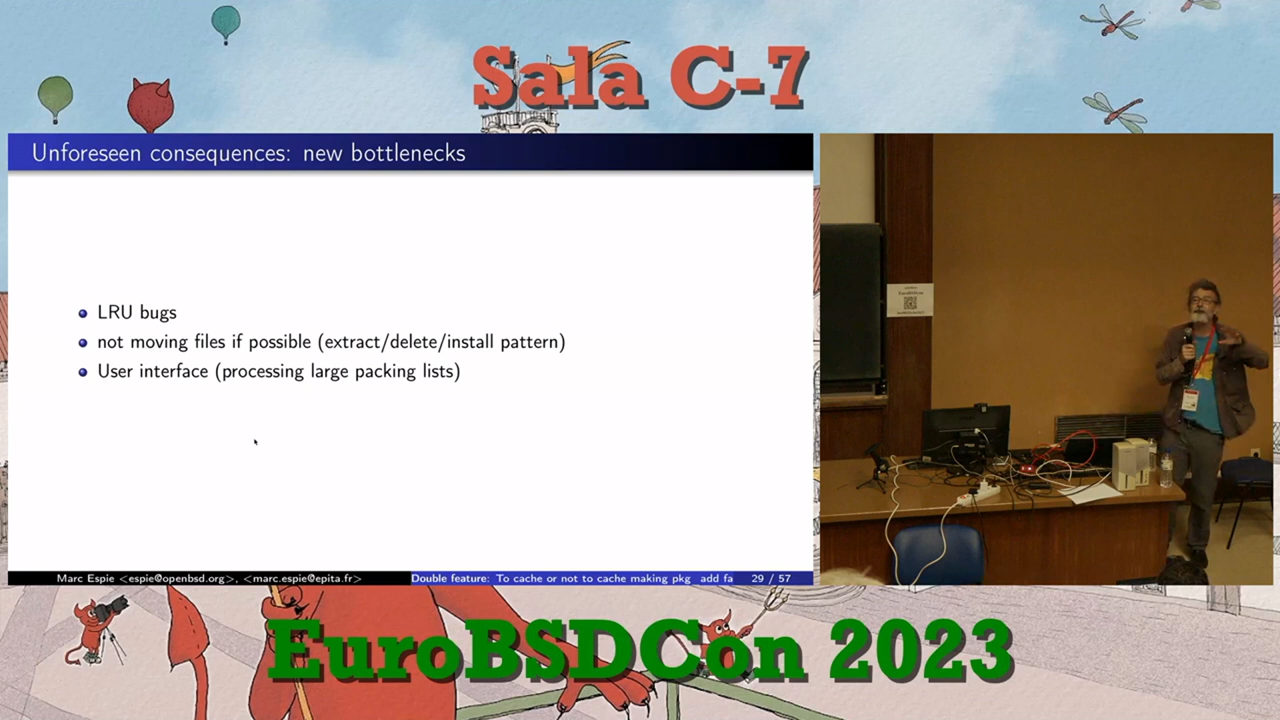 Sala C-7
Unforeseen consequences: new bottlenecks
LRU bugs
not moving files if possible (extract/delete/install pattern)
User interface (processing large packing lists)
Marc Espie <espie@openbsd.org>, <marc.espie@epita.fr>
Double feature: To cache or not to cache making pkg_add fa
29 / 57
EuroBSDCon 2023